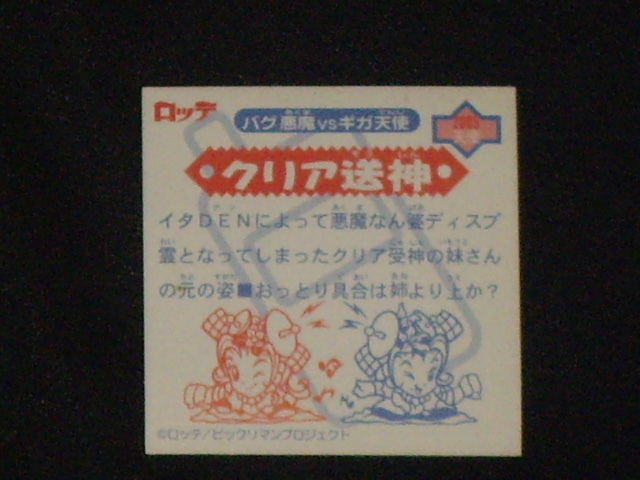 ロッテ
バグ悪魔vsギガ天使
天使
クリア送神
イタDENによって悪魔なん婆ディスプ
霊となってしまったクリア受神の妹さん
の元の姿■おっとり具合は姉より上か?
©ロッテ/ビックリマンプロジェクト